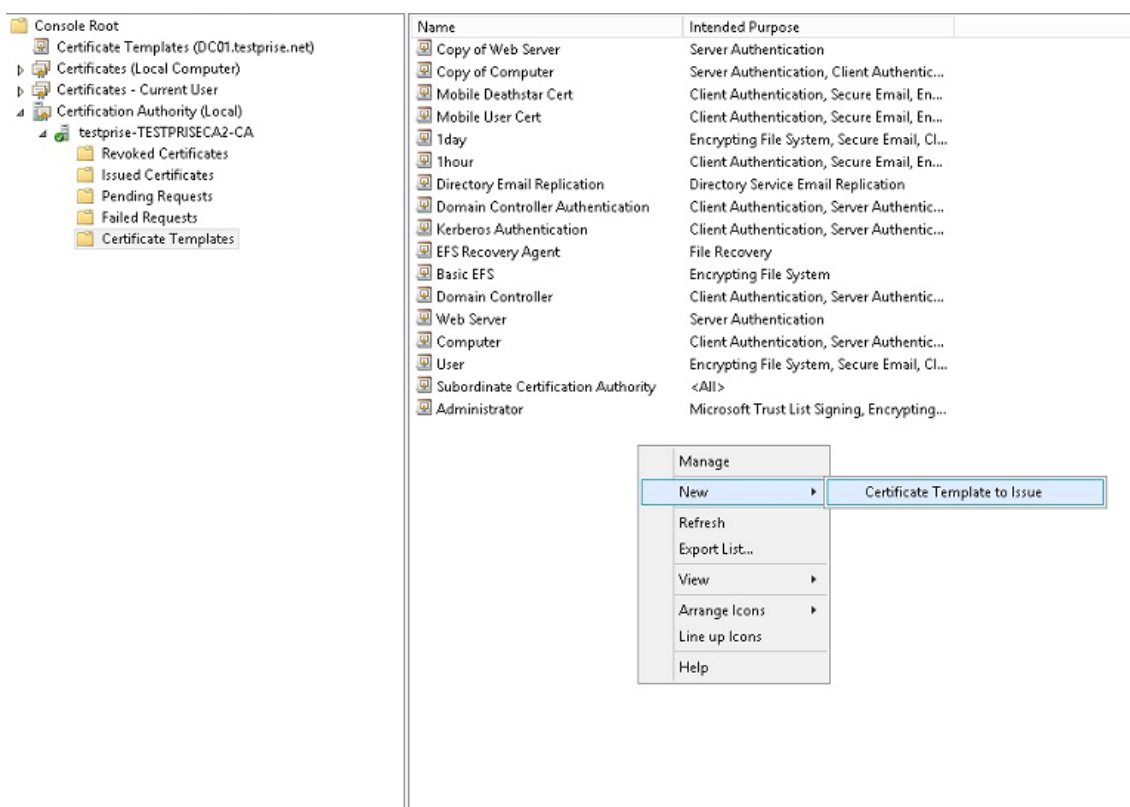 Console Root
Certificate Templates (DC01.testprise.net)
Certificates (Local Computer)
Certificates - Current User
Certification Authority (Local)
testprise-TESTPRISECA2-CA
Revoked Certificates
Issued Certificates
Pending Requests
Failed Requests
Certificate Templates
Name Intended Purpose
Copy of Web Server Server Authentication
Copy of Computer Server Authentication, Client Authentic...
Mobile Deathstar Cert Client Authentication, Secure Email, En...
Mobile User Cert Client Authentication, Secure Email, En...
1day Encrypting File System, Secure Email, Cl...
1hour Client Authentication, Secure Email, En...
Directory Email Replication Directory Service Email Replication
Domain Controller Authentication Client Authentication, Server Authentic...
Kerberos Authentication Client Authentication, Server Authentic...
EFS Recovery Agent File Recovery
Basic EFS Encrypting File System
Domain Controller Client Authentication, Server Authentic...
Web Server Server Authentication
Computer Client Authentication, Server Authentic...
User Encrypting File System, Secure Email, Cl...
Subordinate Certification Authority <All>
Administrator Microsoft Trust List Signing, Encrypting...
Manage
New Certificate Template to Issue
Refresh
Export List...
View
Arrange Icons
Line up Icons
Help